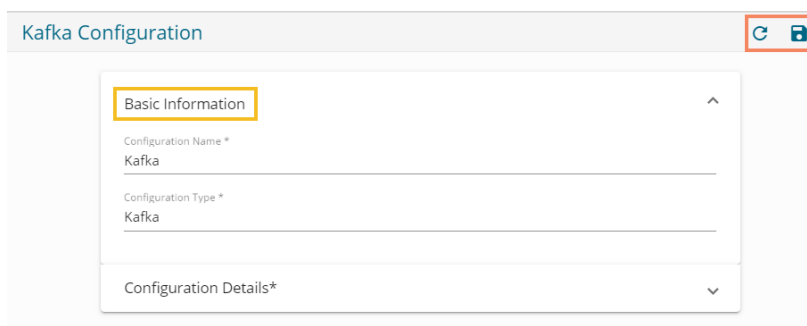 Kafka Configuration
Basic Information
Configuration Name *
Kafka
Configuration Type *
Kafka
Configuration Details*